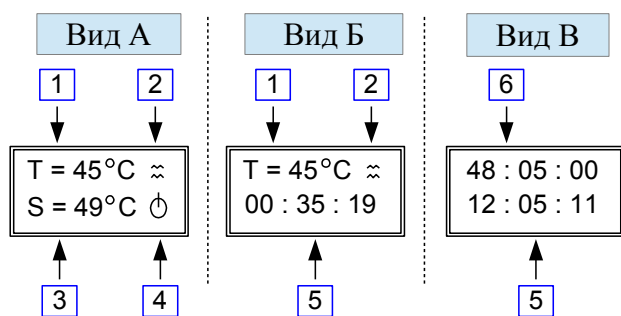 Вид А
Вид Б
Вид В
1 2
1 2
6
T = 45°C ≈
S = 49°C
T = 45°C ≈
00 : 35 : 19
48 : 05 : 00
12 : 05 : 11
3 4
5
5